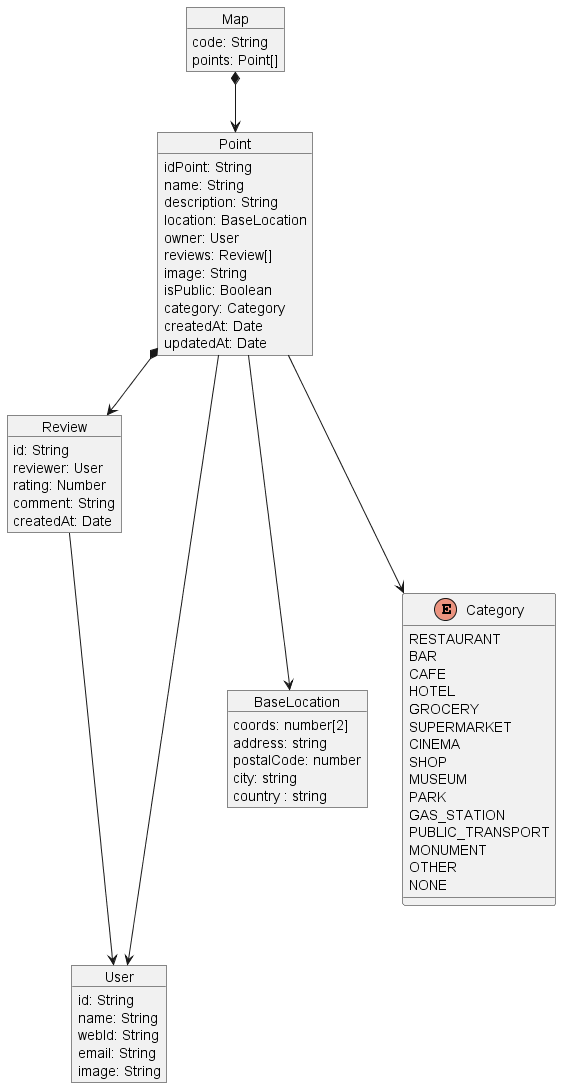 Map
code: String
points: Point[]
Point
idPoint: String
name: String
description: String
location: BaseLocation
owner: User
reviews: Review[]
image: String
isPublic: Boolean
category: Category
createdAt: Date
updatedAt: Date
Review
id: String
reviewer: User
rating: Number
comment: String
createdAt: Date
E Category
RESTAURANT
BAR
CAFE
HOTEL
GROCERY
SUPERMARKET
CINEMA
SHOP
MUSEUM
PARK
GAS_STATION
PUBLIC_TRANSPORT
MONUMENT
OTHER
NONE
BaseLocation
coords: number[2]
address: string
postalCode: number
city: string
country : string
User
id: String
name: String
webId: String
email: String
image: String